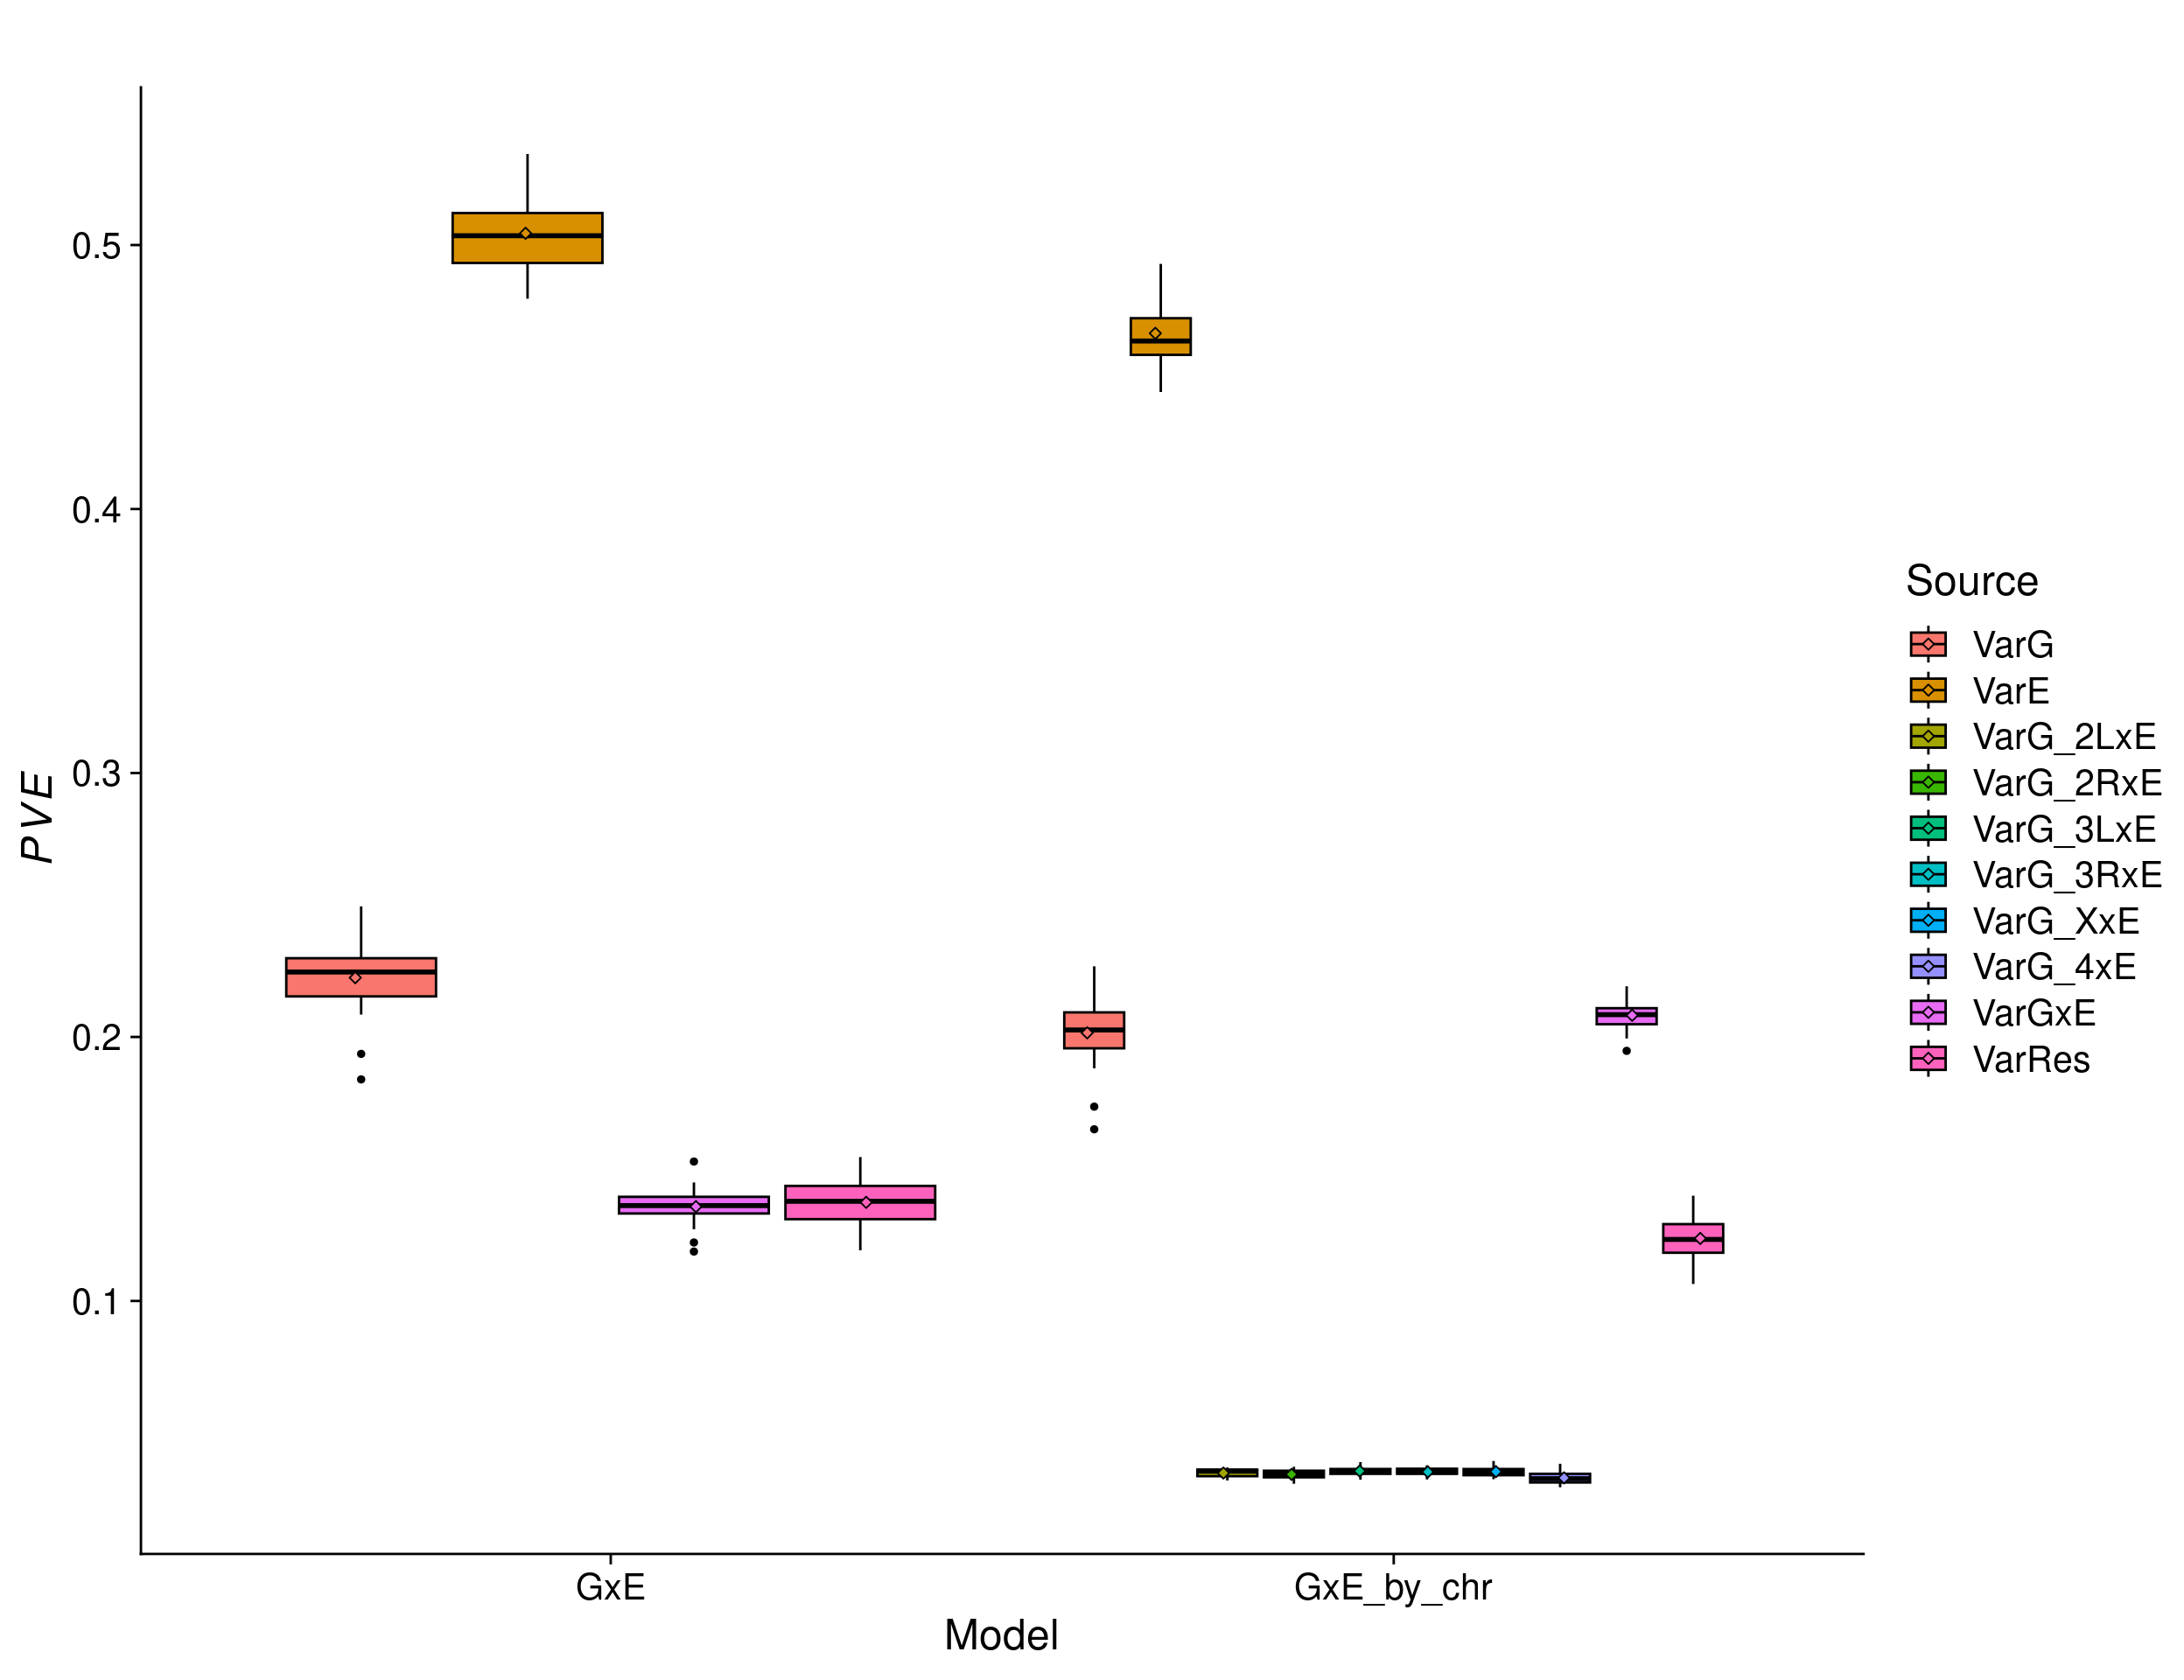 PVE
0.5
0.4
0.3
0.2
0.1
GxE
GxE_by_chr
Model
Source
VarG
VarE
VarG_2LxE
VarG_2RxE
VarG_3LxE
VarG_3RxE
VarG_XxE
VarG_4xE
VarGxE
VarRes